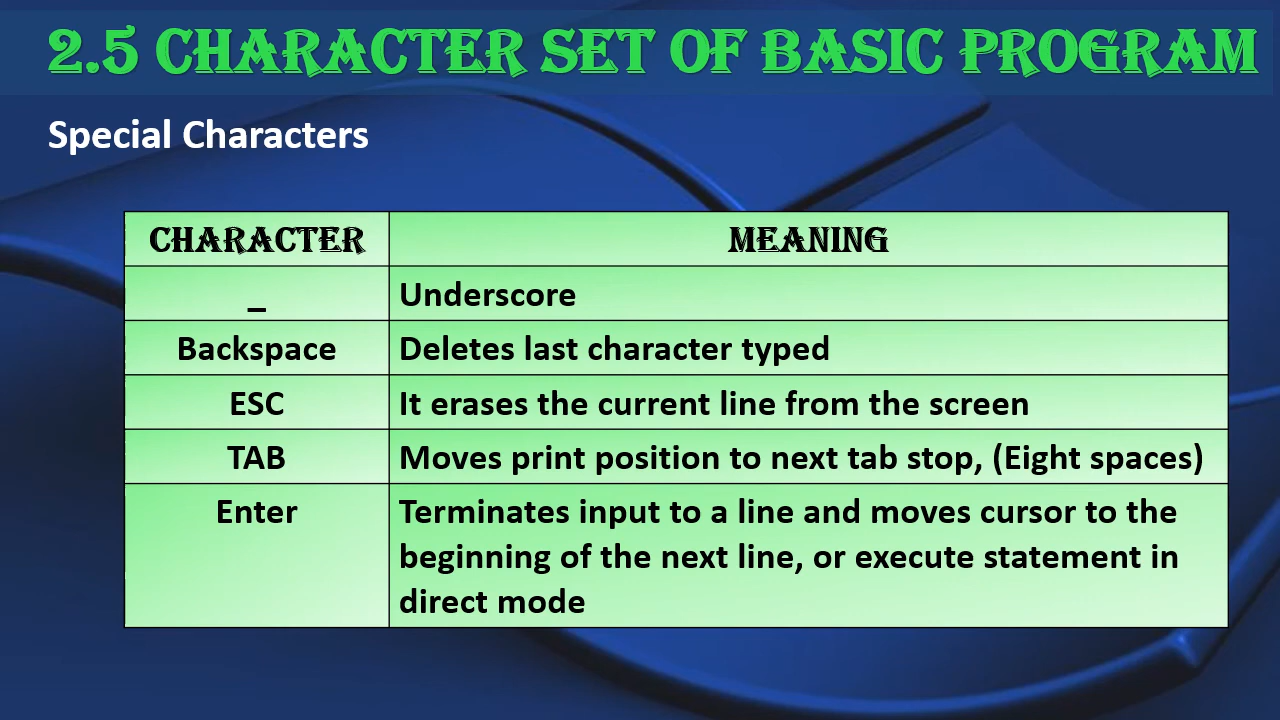 2.5 CHARACTER SET OF BASIC PROGRAM
Special Characters
CHARACTER MEANING
_ Underscore
Backspace Deletes last character typed
ESC It erases the current line from the screen
TAB Moves print position to next tab stop, (Eight spaces)
Enter Terminates input to a line and moves cursor to the
beginning of the next line, or execute statement in
direct mode